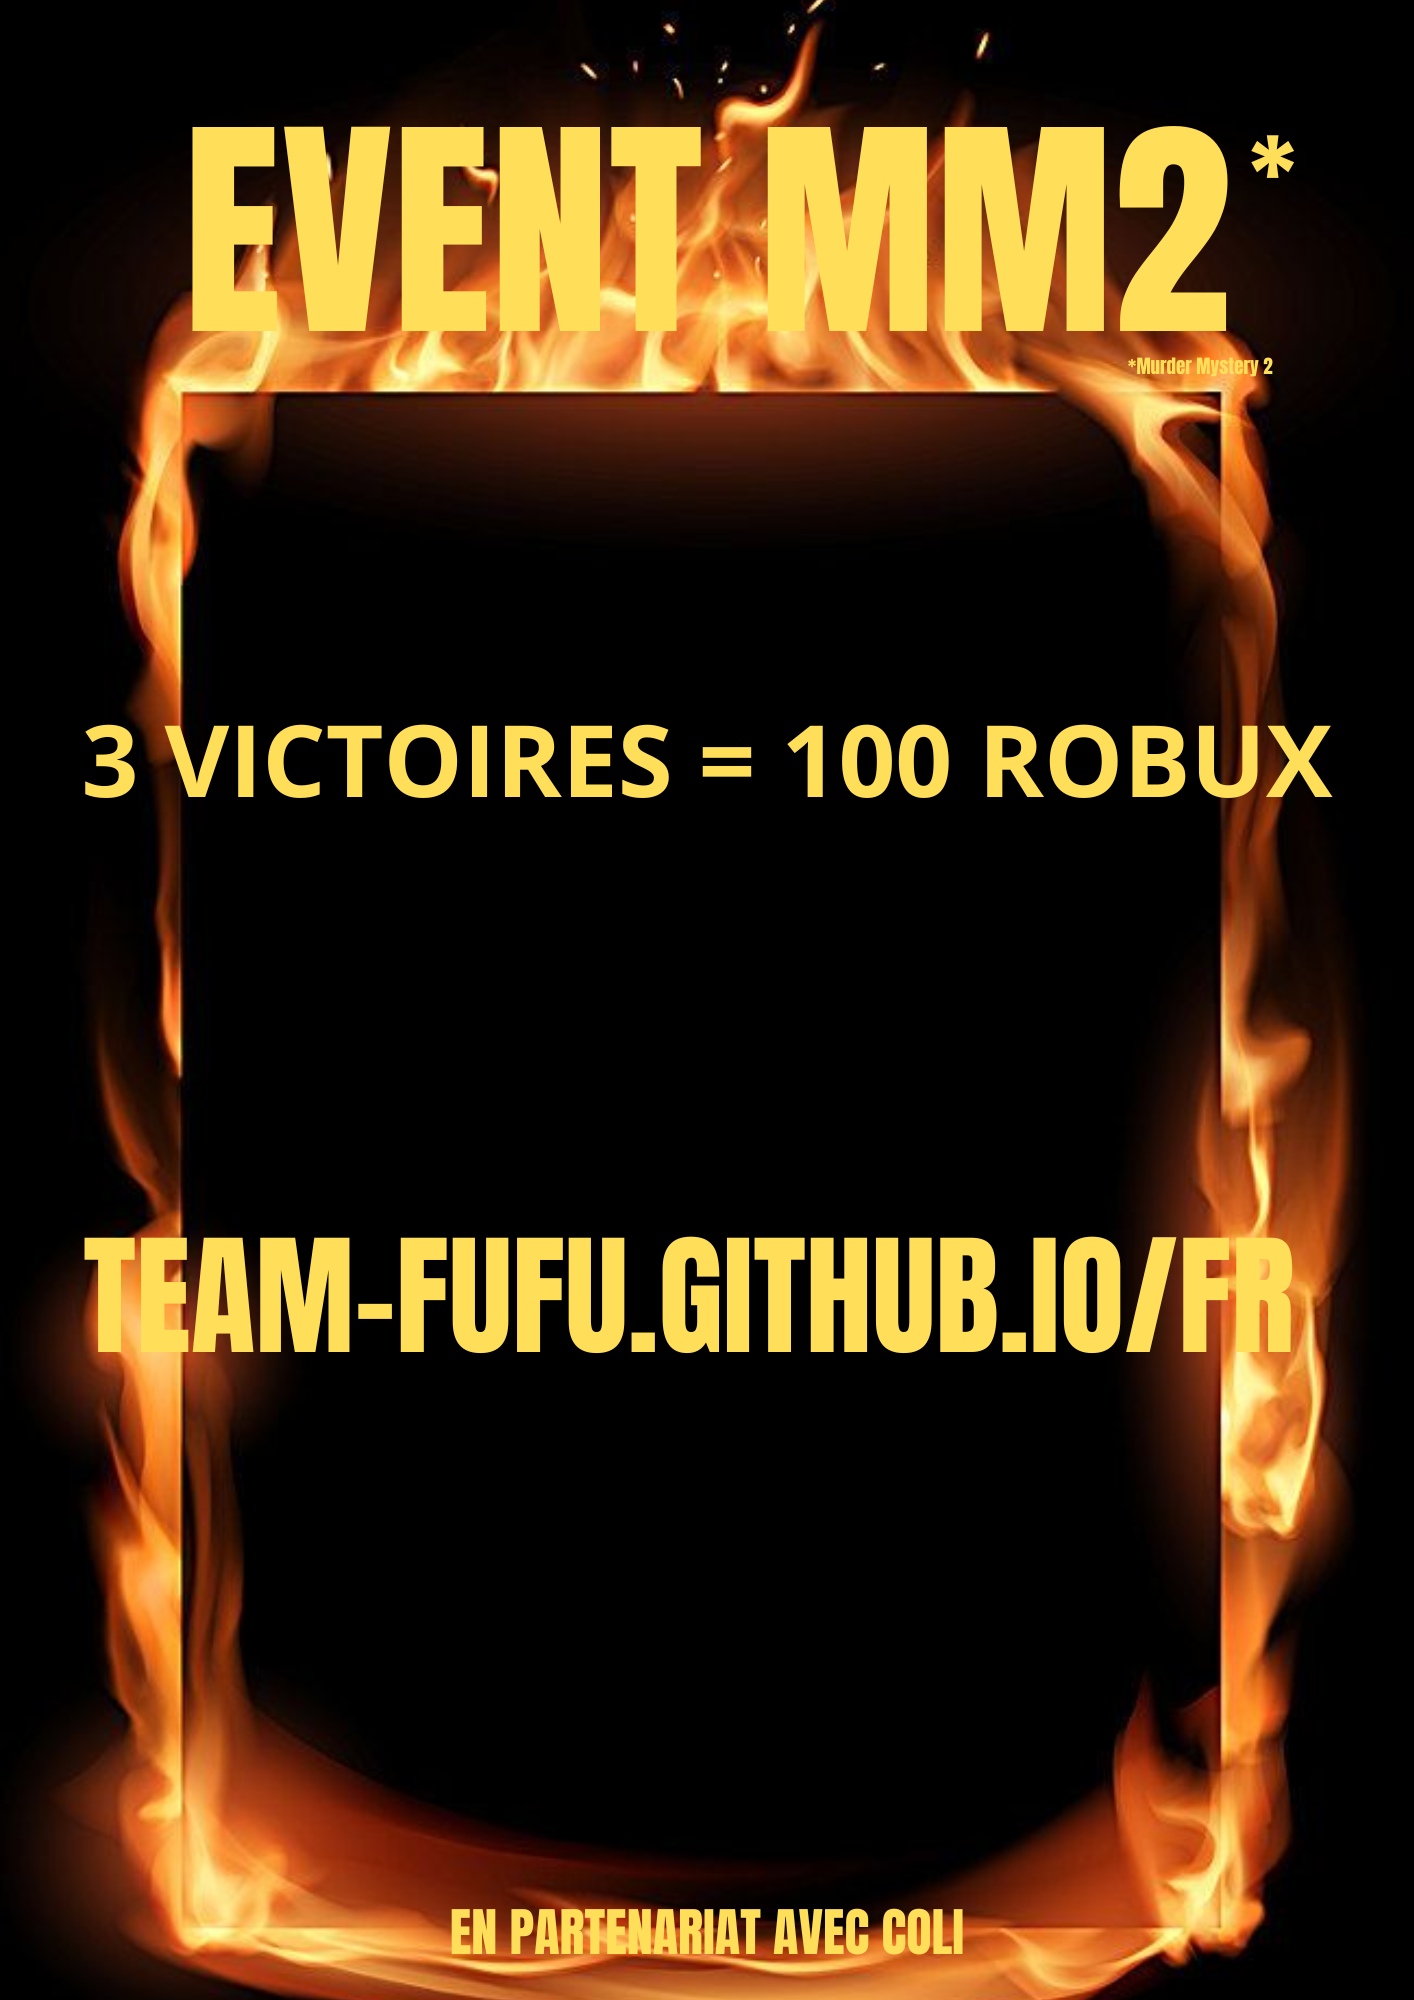 EVENT MM2*
*Murder Mystery 2
3 VICTOIRES = 100 ROBUX
TEAM-FUFU.GITHUB.IO/FR
EN PARTENARIAT AVEC COLI